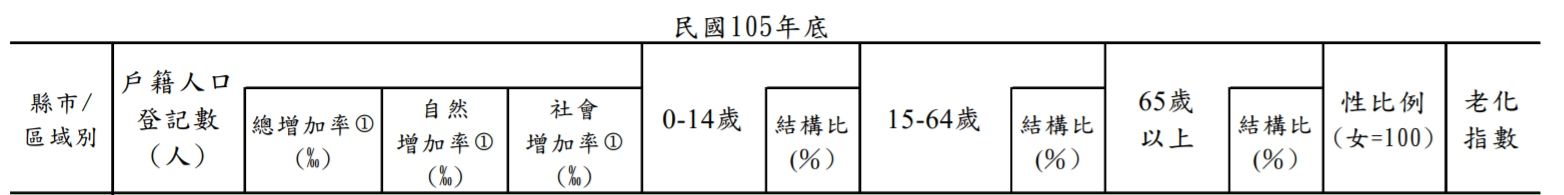 民國105年底
縣市/
區域別
戶籍人口
登記數
(人)
總增加率①
(‰)
自然
增加率①
(‰)
社會
增加率①
(‰)
0-14歲
結構比
(%)
15-64歲
結構比
(%)
65歲
以上
結構比
(%)
性比例
(女=100)
老化
指數